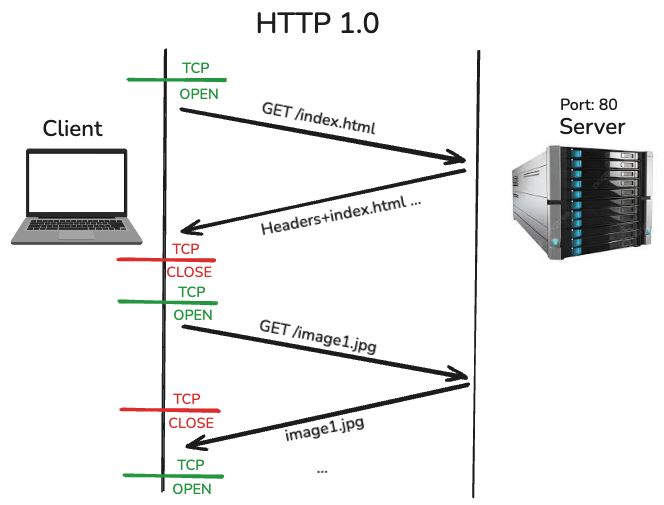 HTTP 1.0
TCP
OPEN
Port: 80
Client
Server
GET /index.html
Headers+index.html ...
TCP
CLOSE
TCP
OPEN
GET /image1.jpg
TCP
CLOSE
image1.jpg
TCP
OPEN
...